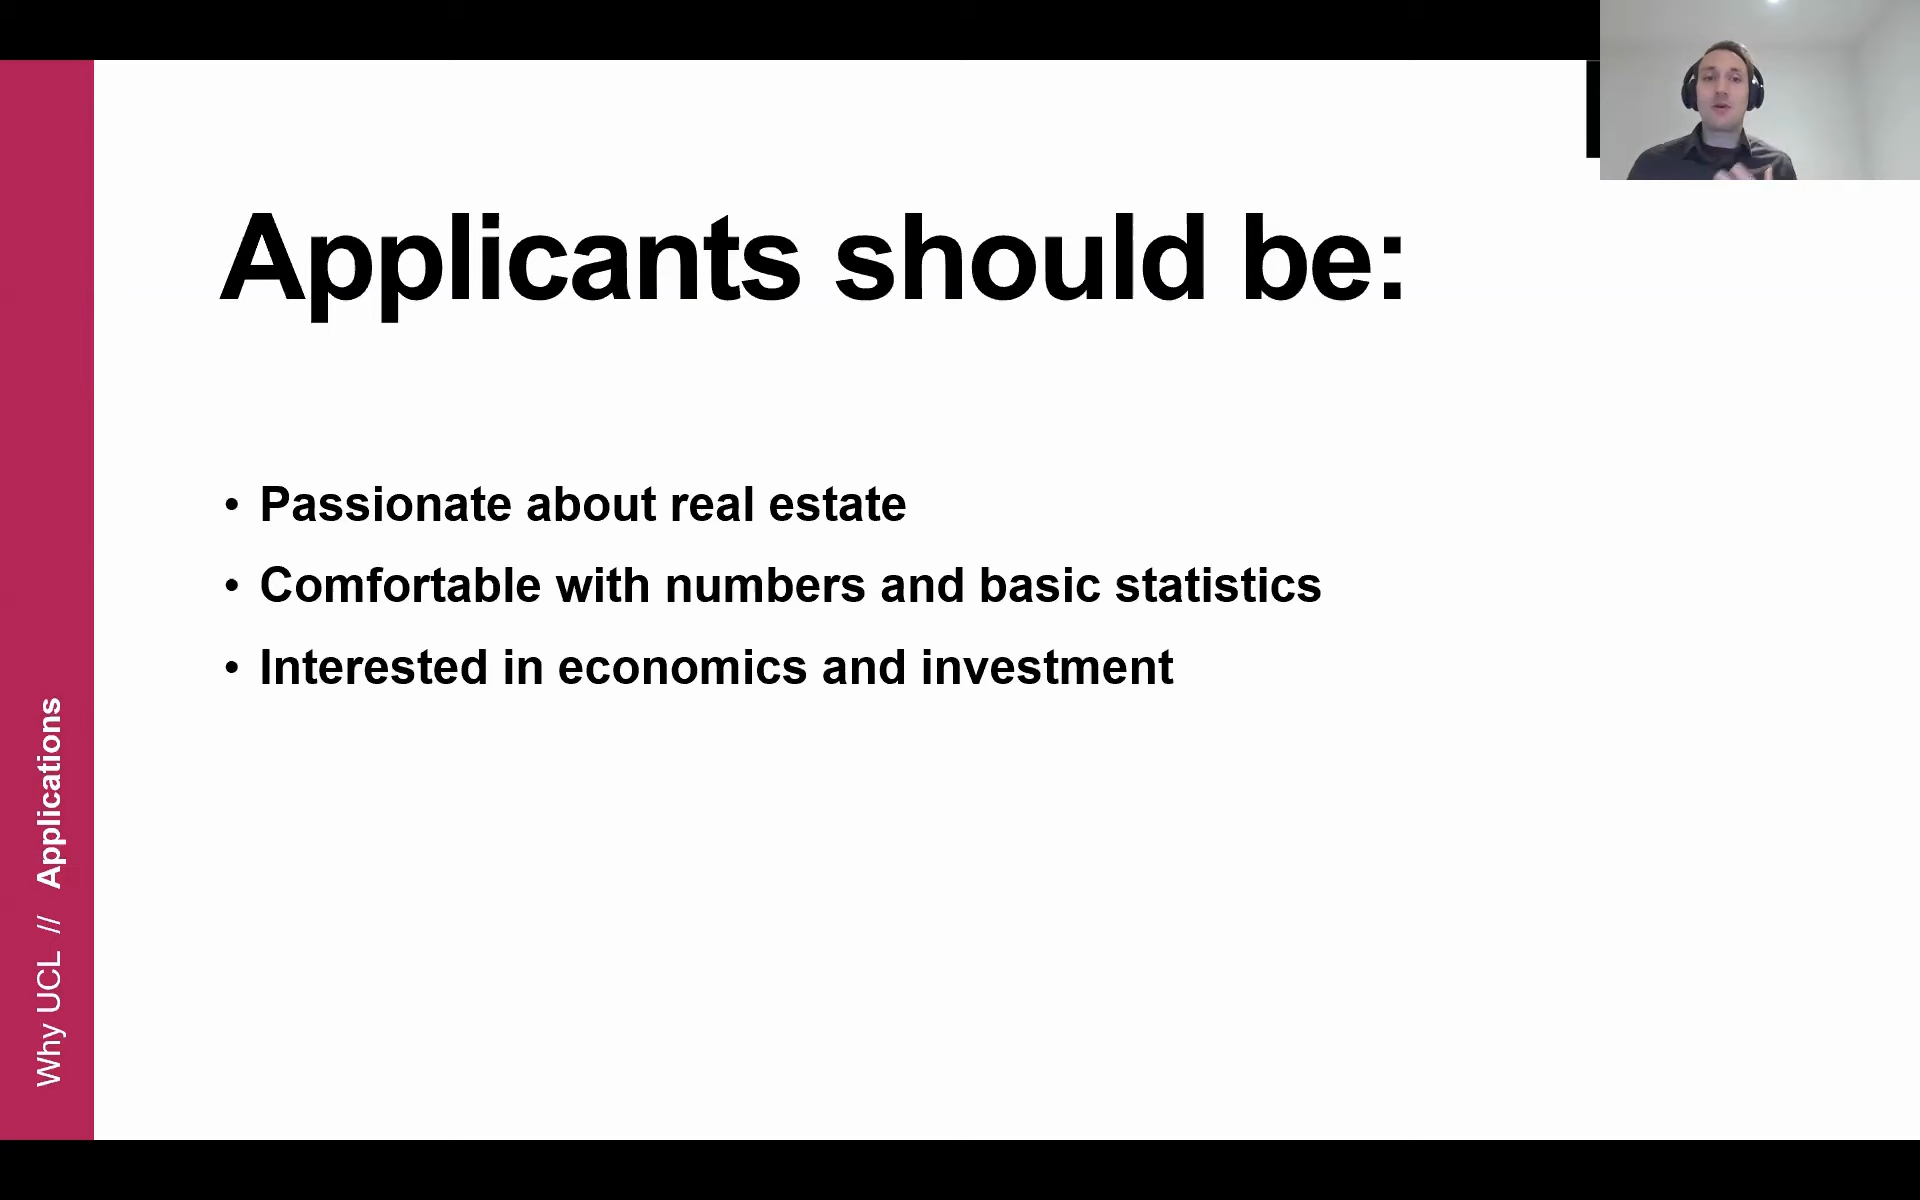 Applicants should be:
• Passionate about real estate
• Comfortable with numbers and basic statistics
• Interested in economics and investment
Why UCL // Applications